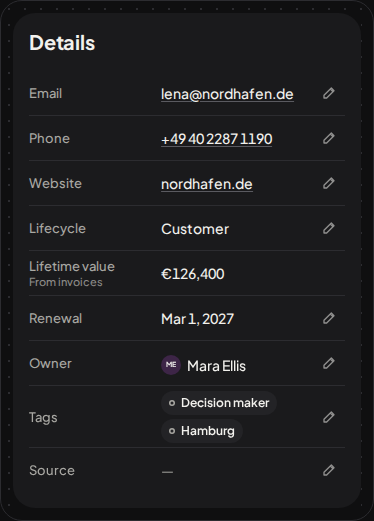 Details
Email lena@nordhafen.de
Phone +49 40 2287 1190
Website nordhafen.de
Lifecycle Customer
Lifetime value €126,400
From invoices
Renewal Mar 1, 2027
Owner ME Mara Ellis
Tags Decision maker
Hamburg
Source —